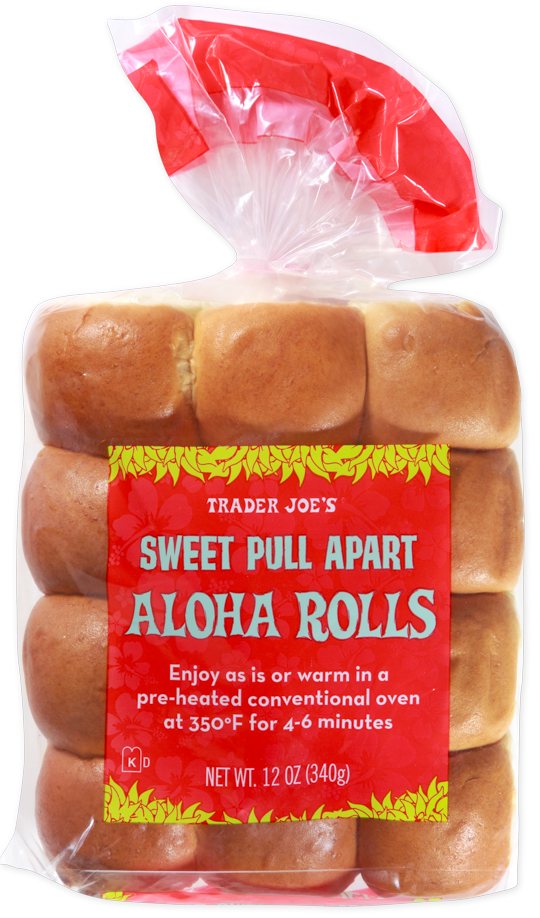 TRADER JOE'S
SWEET PULL APART
ALOHA ROLLS
Enjoy as is or warm in a
pre-heated conventional oven
at 350°F for 4-6 minutes
K D
NET WT. 12 OZ (340g)